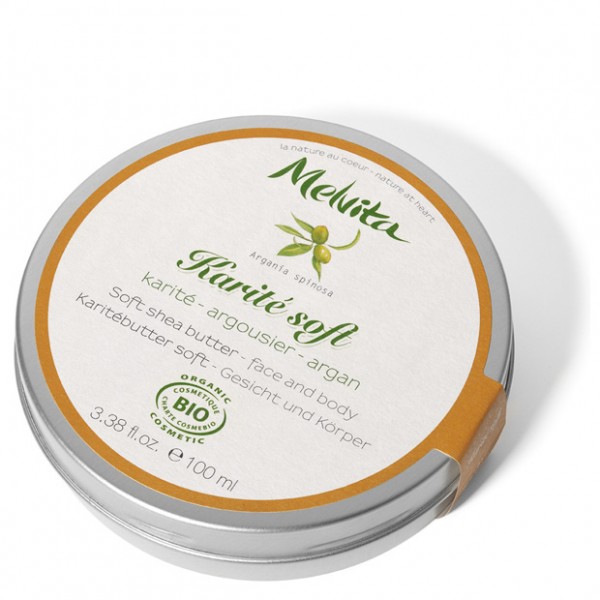 la nature au coeur - nature at heart
Melvita
Argania spinosa
Karité soft
karité - argousier - argan
Soft shea butter - face and body
Karitébutter soft - Gesicht und Körper
ORGANIC
COSMETIQUE
BIO
CHARTE COSMEBIO
COSMETIC
3.38 fl.oz. e 100 ml